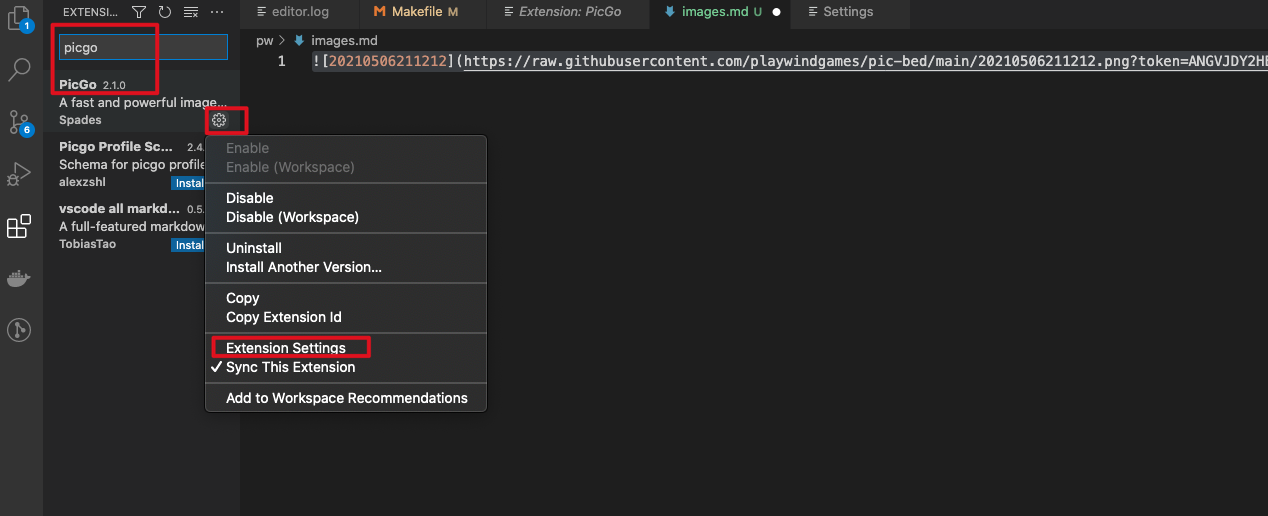 EXTENSI...
editor.log
Makefile M
Extension: PicGo
images.md U
Settings
1
6
picgo
PicGo 2.1.0
A fast and powerful image...
Spades
Picgo Profile Sc... 2.4.
Schema for picgo profile
alexzshl Instal
vscode all markd... 0.5.
A full-featured markdow
TobiasTao Instal
pw > images.md
1 ![20210506211212](https://raw.githubusercontent.com/playwindgames/pic-bed/main/20210506211212.png?token=ANGVJDY2HE
Enable
Enable (Workspace)
Disable
Disable (Workspace)
Uninstall
Install Another Version...
Copy
Copy Extension Id
Extension Settings
Sync This Extension
Add to Workspace Recommendations